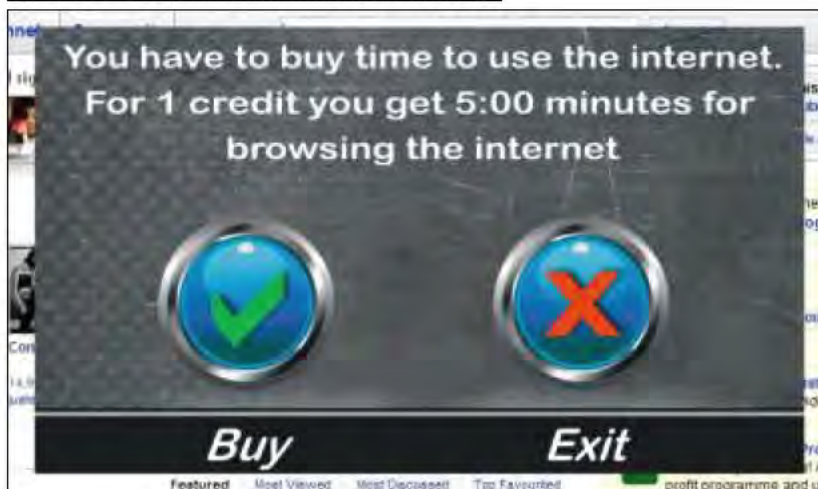 You have to buy time to use the internet.
For 1 credit you get 5:00 minutes for
browsing the internet
Buy Exit
Featured Most Viewed Most Discussed Top Favourited
profit programme and u